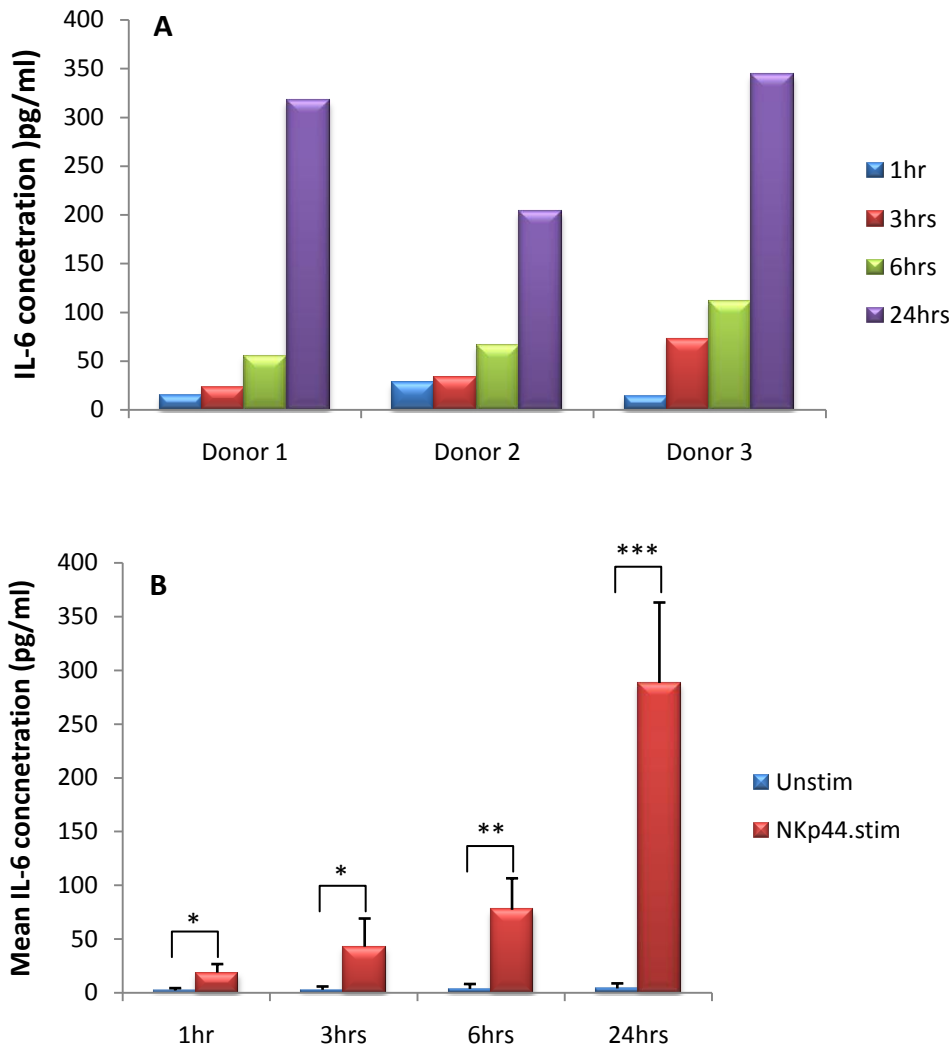 A
400
350
300
250
200
150
100
50
0
IL-6 concetration )pg/ml)
Donor 1 Donor 2 Donor 3
1hr
3hrs
6hrs
24hrs
B
400
350
300
250
200
150
100
50
0
Mean IL-6 concnetration (pg/ml)
* * ** ***
1hr 3hrs 6hrs 24hrs
Unstim
NKp44.stim